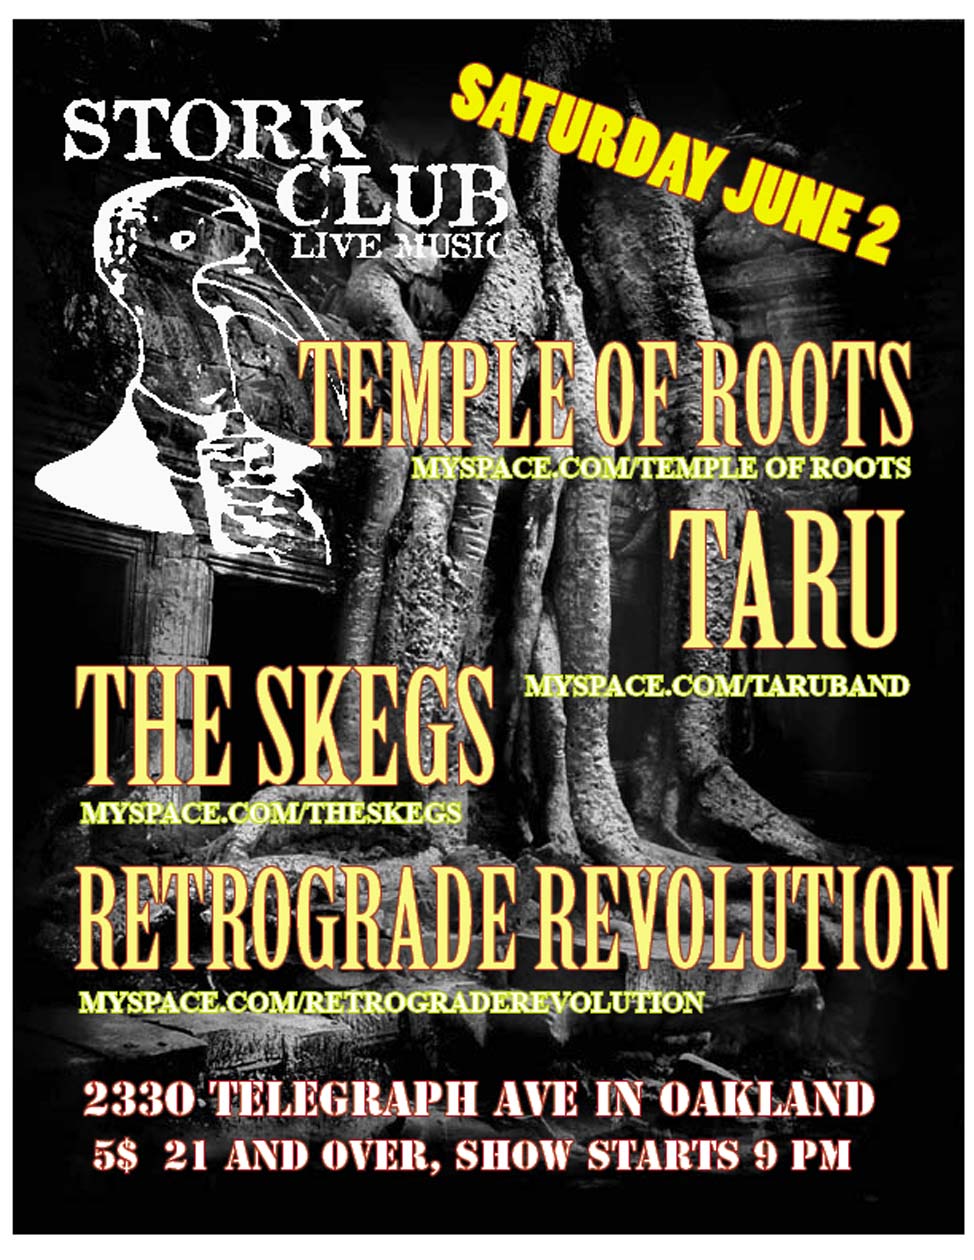 STORK
CLUB
LIVE MUSIC
SATURDAY JUNE 2
TEMPLE OF ROOTS
MYSPACE.COM/TEMPLE OF ROOTS
TARU
MYSPACE.COM/TARUBAND
THE SKEGS
MYSPACE.COM/THESKEGS
RETROGRADE REVOLUTION
MYSPACE.COM/RETROGRADEREVOLUTION
2330 TELEGRAPH AVE IN OAKLAND
5$ 21 AND OVER, SHOW STARTS 9 PM